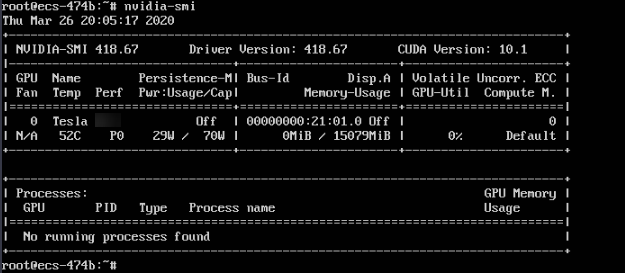 root@ecs-474b:~# nvidia-smi
Thu Mar 26 20:05:17 2020
+-----------------------------------------------------------------------------+
| NVIDIA-SMI 418.67       Driver Version: 418.67       CUDA Version: 10.1     |
|-------------------------------+----------------------+----------------------+
| GPU  Name        Persistence-M| Bus-Id        Disp.A | Volatile Uncorr. ECC |
| Fan  Temp  Perf  Pwr:Usage/Cap|         Memory-Usage | GPU-Util  Compute M. |
|===============================+======================+======================|
|   0  Tesla               Off  | 00000000:21:01.0 Off |                    0 |
| N/A   52C    P0    29W /  70W |      0MiB / 15079MiB |      0%      Default |
+-------------------------------+----------------------+----------------------+

+-----------------------------------------------------------------------------+
| Processes:                                                       GPU Memory |
|  GPU       PID   Type   Process name                             Usage      |
|=============================================================================|
|  No running processes found                                                 |
+-----------------------------------------------------------------------------+
root@ecs-474b:~#